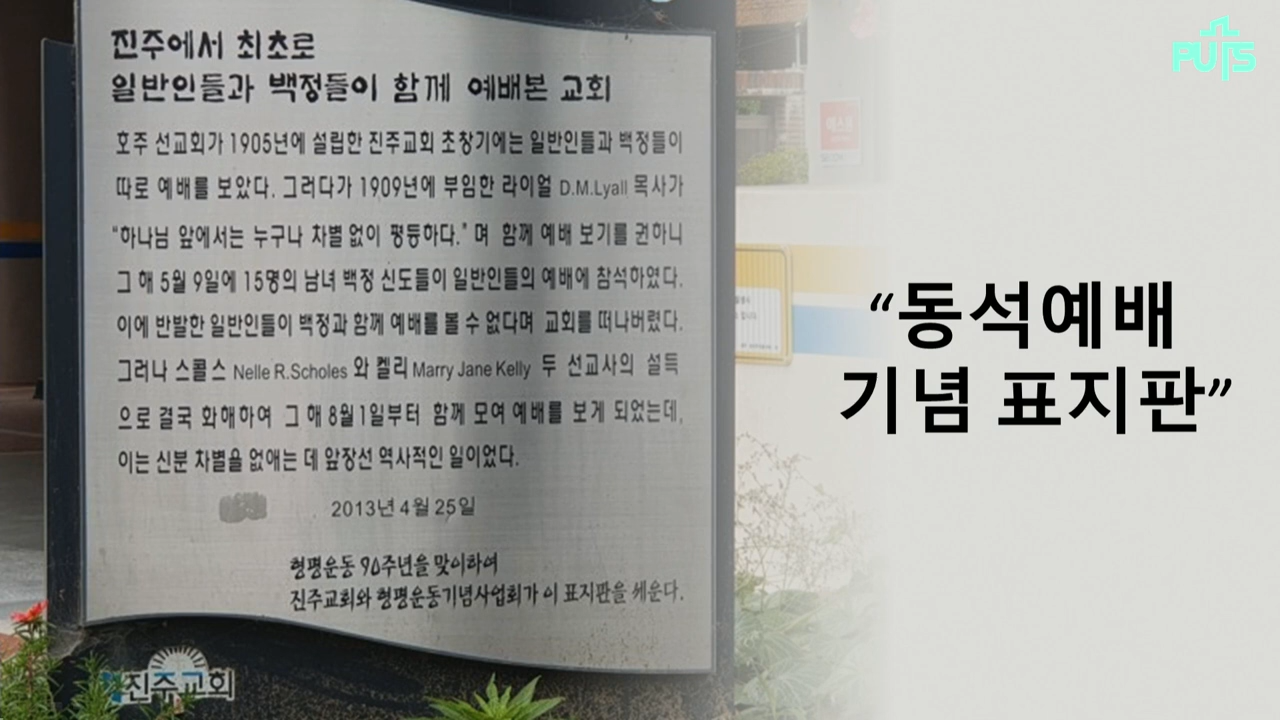 진주에서 최초로
일반인들과 백정들이 함께 예배본 교회
호주 선교회가 1905년에 설립한 진주교회 초창기에는 일반인들과 백정들이
따로 예배를 보았다. 그러다가 1909년에 부임한 라이얼 D.M.Lyall 목사가
“하나님 앞에서는 누구나 차별 없이 평등하다.” 며 함께 예배 보기를 권하니
그 해 5월 9일에 15명의 남녀 백정 신도들이 일반인들의 예배에 참석하였다.
이에 반발한 일반인들이 백정과 함께 예배를 볼 수 없다며 교회를 떠나버렸다.
그러나 스콜스 Nelle R.Scholes 와 켈리 Marry Jane Kelly 두 선교사의 설득
으로 결국 화해하여 그 해 8월 1일부터 함께 모여 예배를 보게 되었는데,
이는 신분 차별을 없애는 데 앞장선 역사적인 일이었다.
2013년 4월 25일
형평운동 90주년을 맞이하여
진주교회와 형평운동기념사업회가 이 표지판을 세운다.
진주교회
PUTS
“동석예배
기념 표지판”